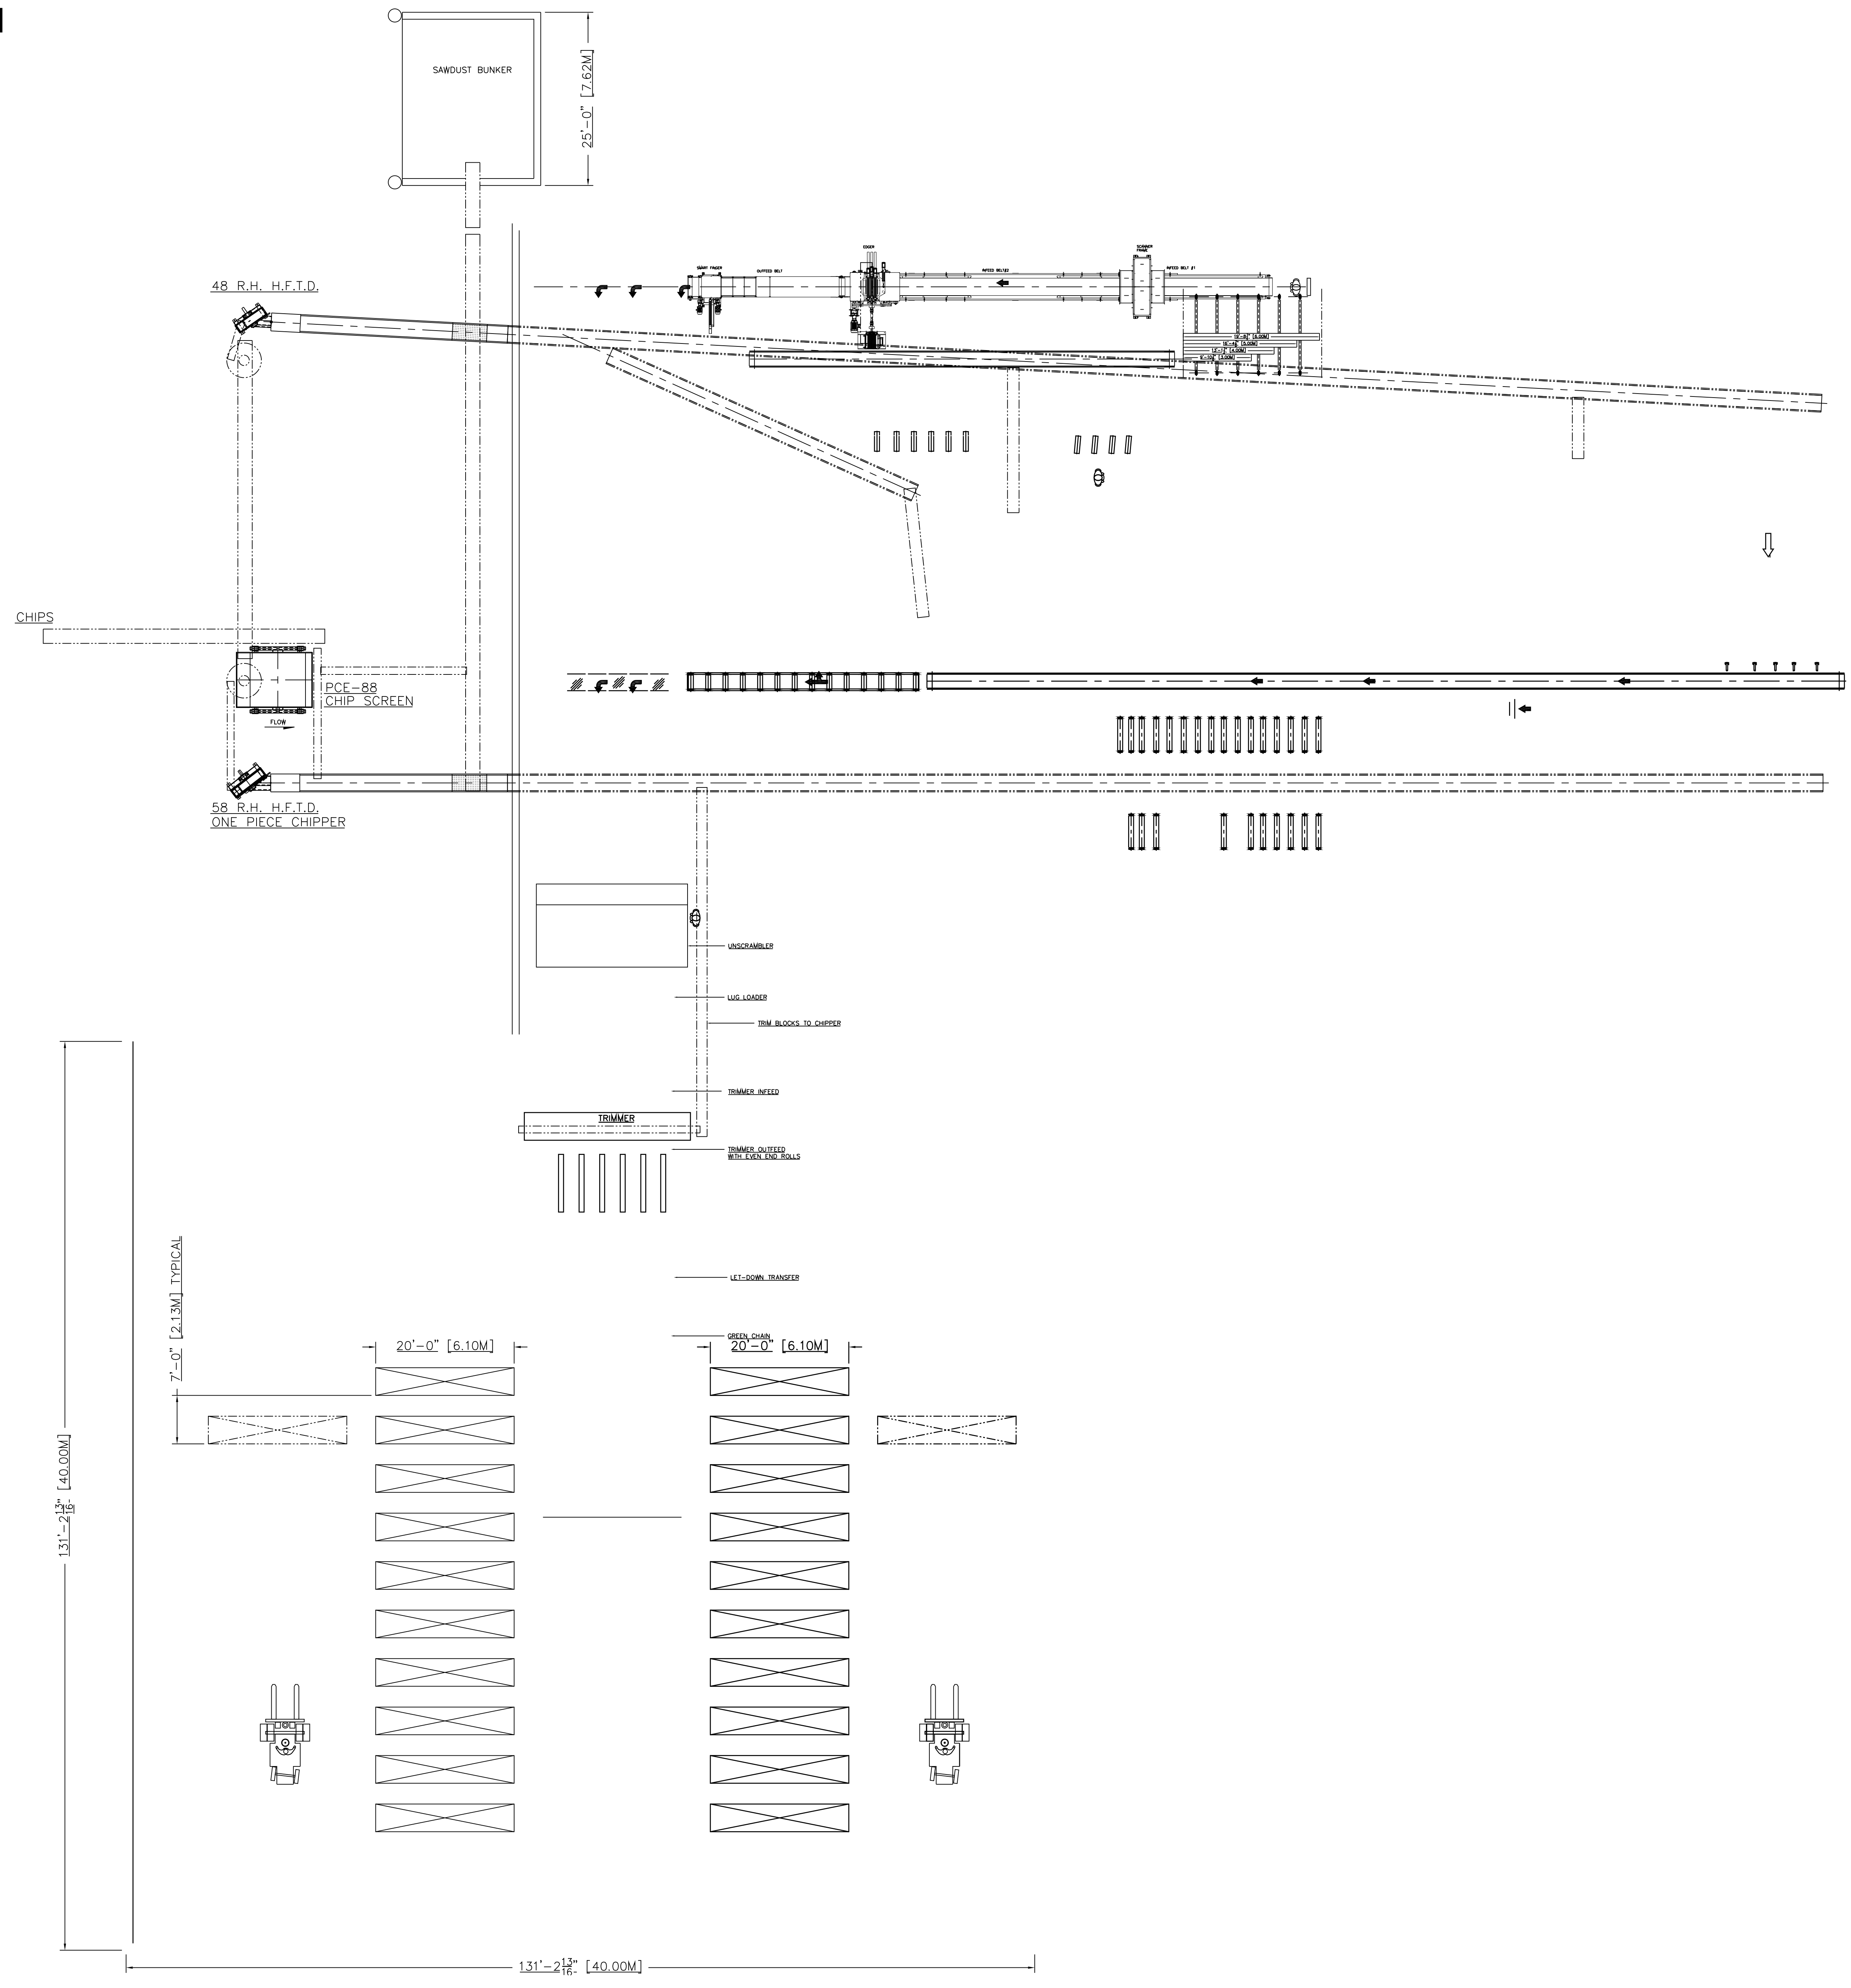 SAWDUST BUNKER
25'-0" [7.62M]
EDGER
SCANNER
FRAME
SMART FINGER
OUTFEED BELT
INFEED BELT#2
INFEED BELT #1
48 R.H. H.F.T.D.
CHIPS
PCE-88
CHIP SCREEN
FLOW
58 R.H. H.F.T.D.
ONE PIECE CHIPPER
UNSCRAMBLER
LUG LOADER
TRIM BLOCKS TO CHIPPER
TRIMMER INFEED
TRIMMER
TRIMMER OUTFEED
WITH EVEN END ROLLS
LET-DOWN TRANSFER
GREEN CHAIN
7'-0" [2.13M] TYPICAL
20'-0" [6.10M]
20'-0" [6.10M]
131'-2 13/16" [40.00M]
131'-2 13/16" [40.00M]